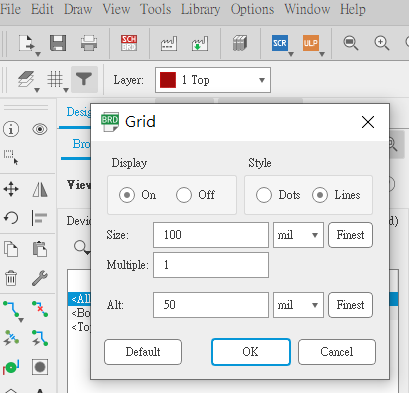 File Edit Draw View Tools Library Options Window Help
SCH
BRD
SCR
ULP
Layer: 1 Top
Desig
BRD Grid
Bro
Display Style
View
On Off Dots Lines
Devic
d)
Size: 100 mil Finest
Multiple: 1
<All
Alt: 50 mil Finest
<Bo
<To
Default OK Cancel